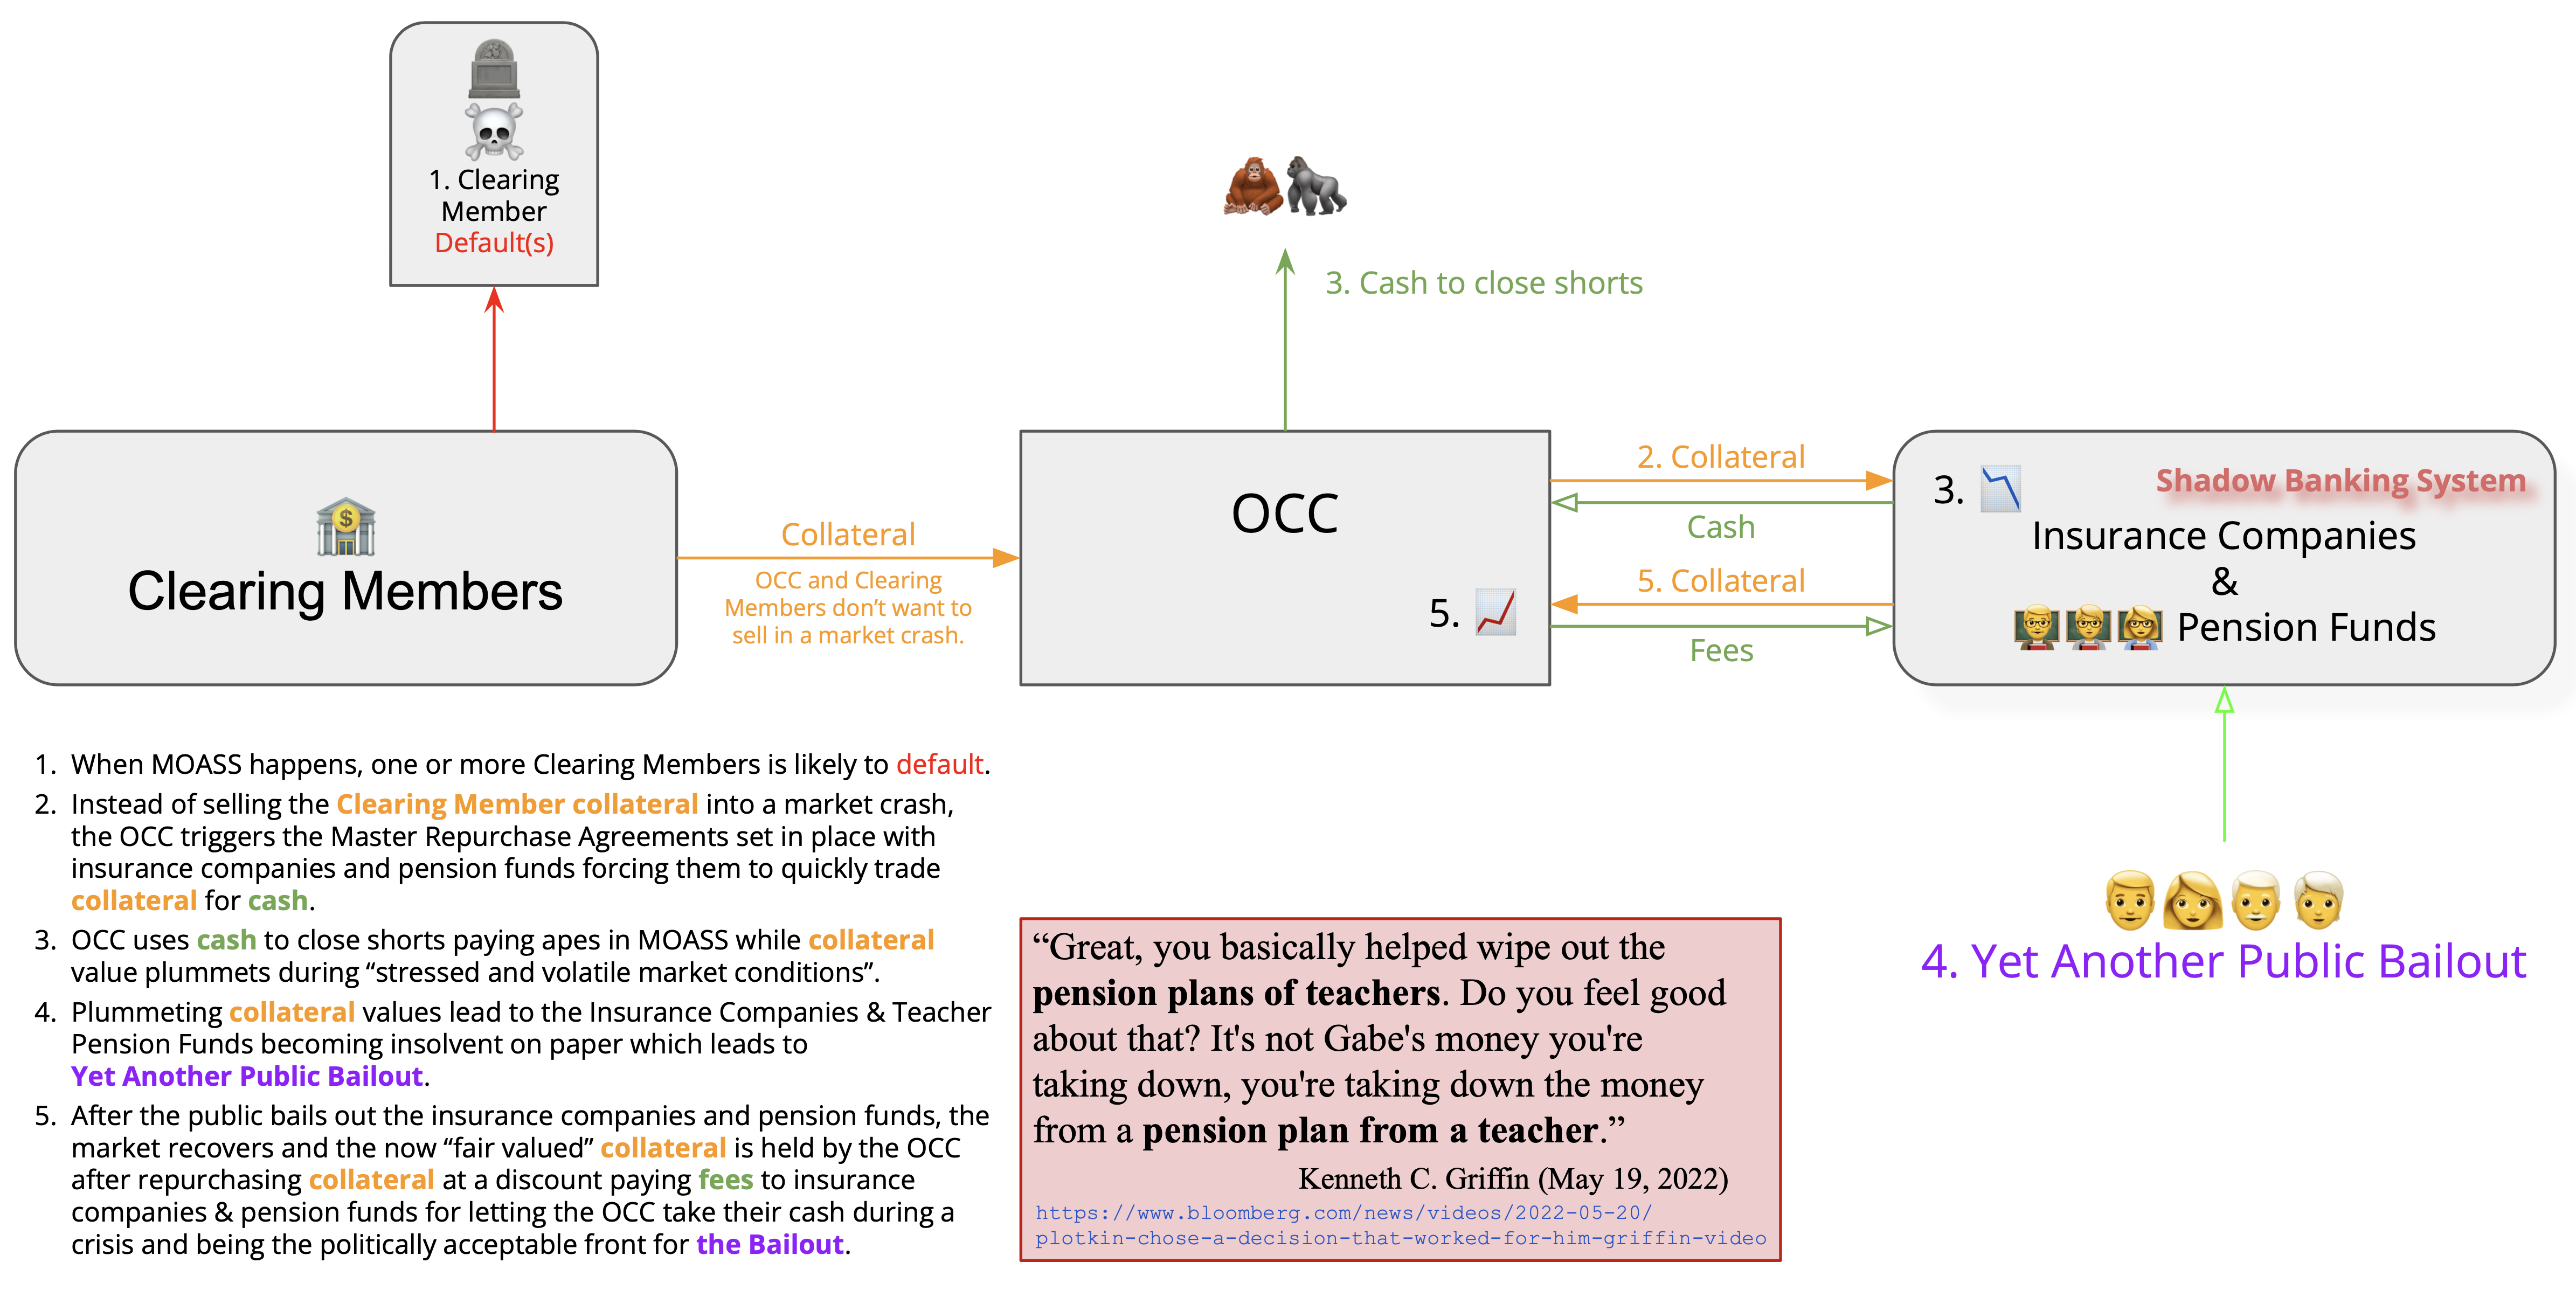 1. Clearing
Member
Default(s)
3. Cash to close shorts
$
Clearing Members
Collateral
OCC and Clearing
Members don’t want to
sell in a market crash.
OCC
5.
2. Collateral
Cash
5. Collateral
Fees
3.
Shadow Banking System
Insurance Companies
&
Pension Funds
4. Yet Another Public Bailout
1. When MOASS happens, one or more Clearing Members is likely to default.
2. Instead of selling the Clearing Member collateral into a market crash,
the OCC triggers the Master Repurchase Agreements set in place with
insurance companies and pension funds forcing them to quickly trade
collateral for cash.
3. OCC uses cash to close shorts paying apes in MOASS while collateral
value plummets during “stressed and volatile market conditions”.
4. Plummeting collateral values lead to the Insurance Companies & Teacher
Pension Funds becoming insolvent on paper which leads to
Yet Another Public Bailout.
5. After the public bails out the insurance companies and pension funds, the
market recovers and the now “fair valued” collateral is held by the OCC
after repurchasing collateral at a discount paying fees to insurance
companies & pension funds for letting the OCC take their cash during a
crisis and being the politically acceptable front for the Bailout.
“Great, you basically helped wipe out the
pension plans of teachers. Do you feel good
about that? It's not Gabe's money you're
taking down, you're taking down the money
from a pension plan from a teacher.”
Kenneth C. Griffin (May 19, 2022)
https://www.bloomberg.com/news/videos/2022-05-20/
plotkin-chose-a-decision-that-worked-for-him-griffin-video